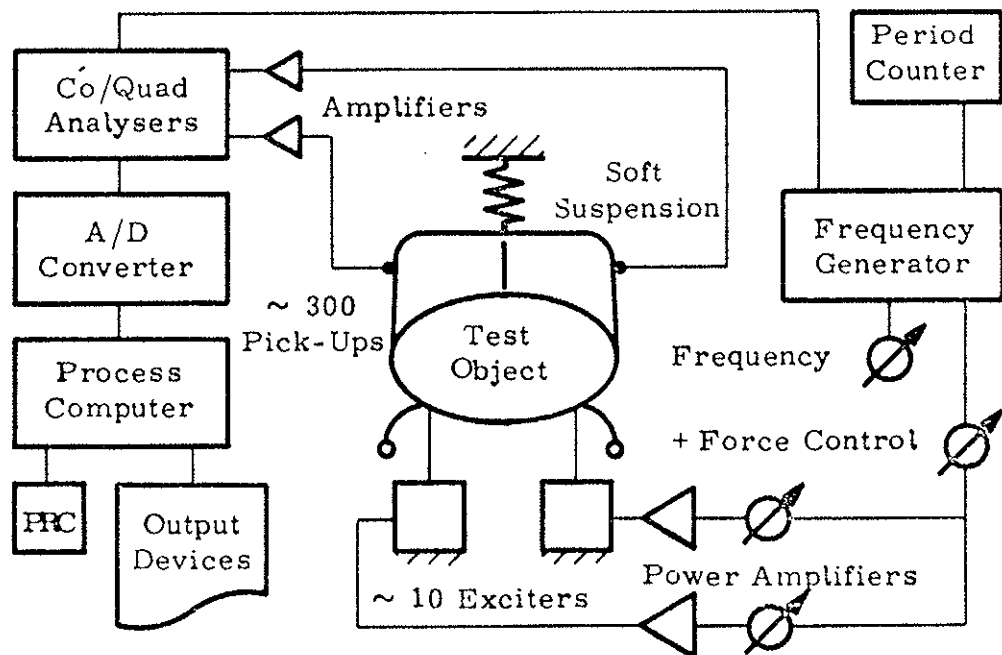 Co/Quad
Analysers
Amplifiers
Period
Counter
Soft
Suspension
A/D
Converter
Frequency
Generator
~ 300
Pick-Ups
Test
Object
Frequency
Process
Computer
+ Force Control
PRC
Output
Devices
Power Amplifiers
~ 10 Exciters